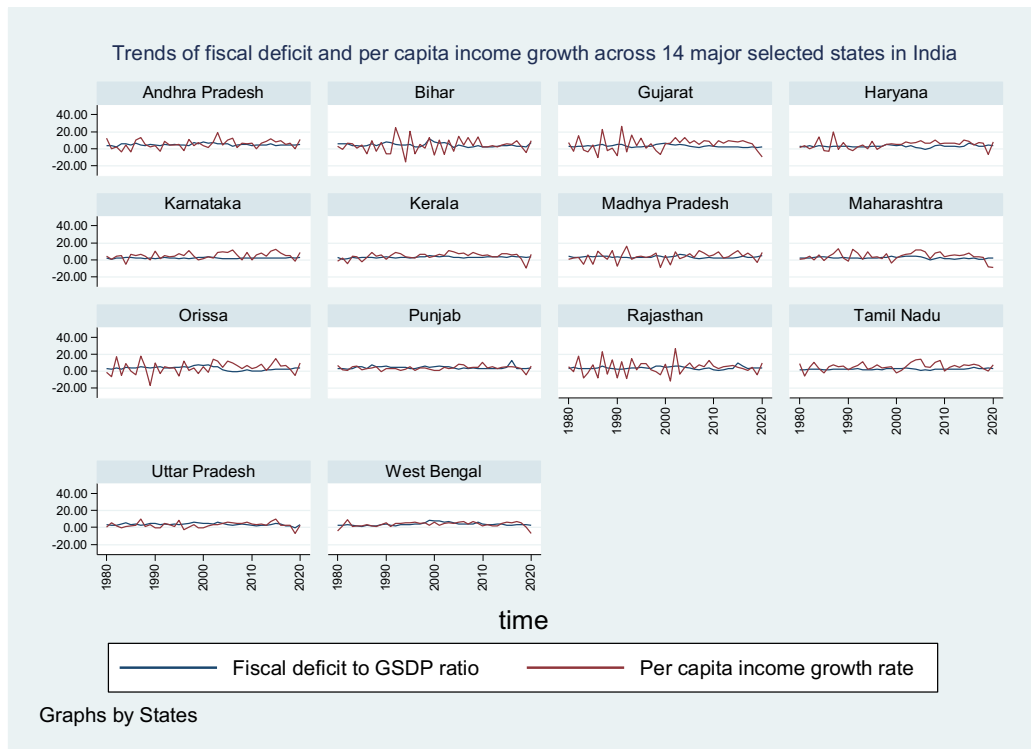 Trends of fiscal deficit and per capita income growth across 14 major selected states in India
Andhra Pradesh
Bihar
Gujarat
Haryana
40.00
20.00
0.00
-20.00
Karnataka
Kerala
Madhya Pradesh
Maharashtra
40.00
20.00
0.00
-20.00
Orissa
Punjab
Rajasthan
Tamil Nadu
40.00
20.00
0.00
-20.00
1980
1990
2000
2010
2020
1980
1990
2000
2010
2020
Uttar Pradesh
West Bengal
40.00
20.00
0.00
-20.00
1980
1990
2000
2010
2020
1980
1990
2000
2010
2020
time
Fiscal deficit to GSDP ratio
Per capita income growth rate
Graphs by States